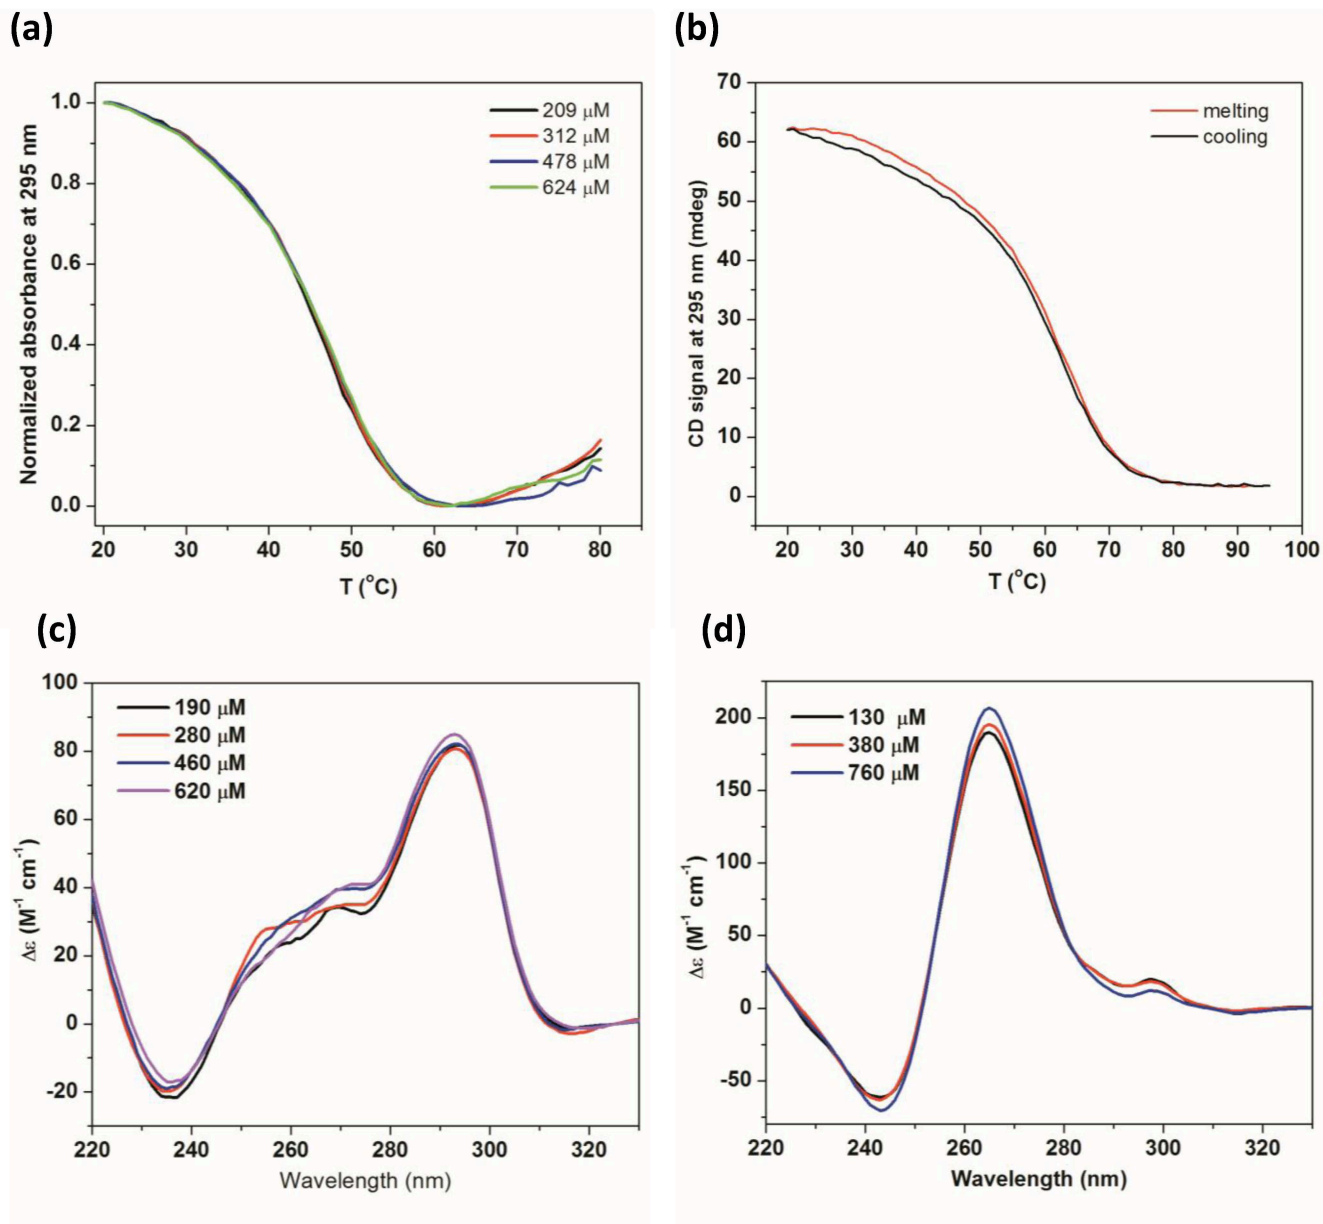 (a)
Normalized absorbance at 295 nm
1.0
0.8
0.6
0.4
0.2
0.0
209 μM
312 μM
478 μM
624 μM
20 30 40 50 60 70 80
T (°C)
(b)
CD signal at 295 nm (mdeg)
70
60
50
40
30
20
10
0
melting
cooling
20 30 40 50 60 70 80 90 100
T (°C)
(c)
Δε (M⁻¹ cm⁻¹)
100
80
60
40
20
0
-20
190 μM
280 μM
460 μM
620 μM
220 240 260 280 300 320
Wavelength (nm)
(d)
Δε (M⁻¹ cm⁻¹)
200
150
100
50
0
-50
130 μM
380 μM
760 μM
220 240 260 280 300 320
Wavelength (nm)